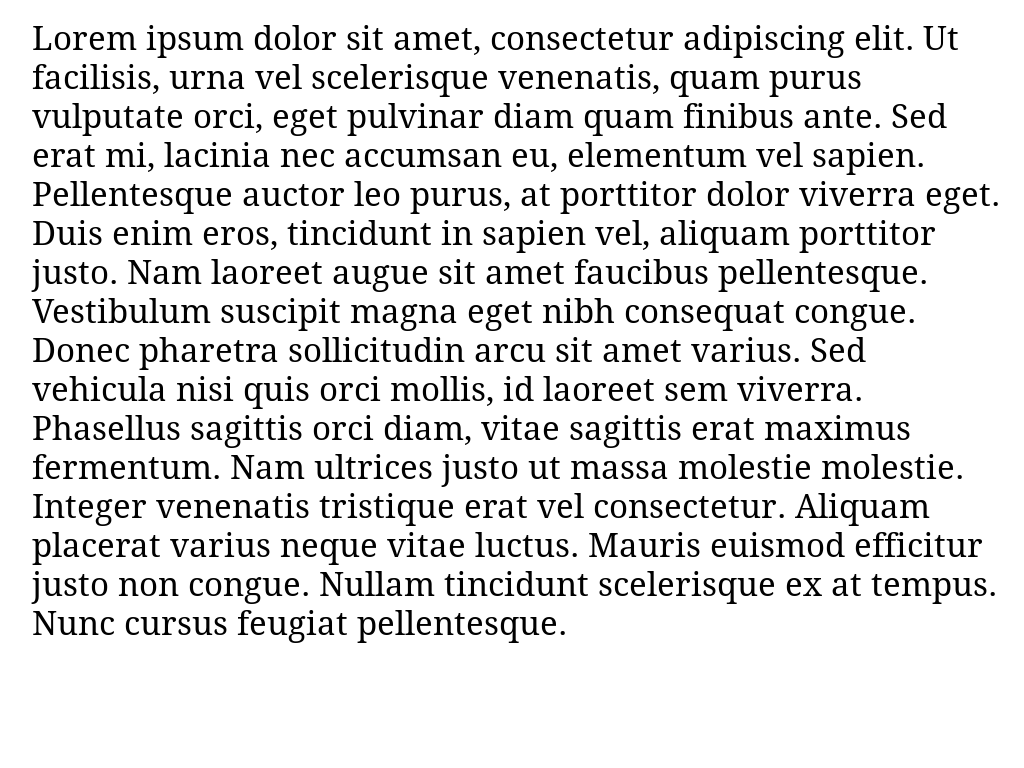 Lorem ipsum dolor sit amet, consectetur adipiscing elit. Ut
facilisis, urna vel scelerisque venenatis, quam purus
vulputate orci, eget pulvinar diam quam finibus ante. Sed
erat mi, lacinia nec accumsan eu, elementum vel sapien.
Pellentesque auctor leo purus, at porttitor dolor viverra eget.
Duis enim eros, tincidunt in sapien vel, aliquam porttitor
justo. Nam laoreet augue sit amet faucibus pellentesque.
Vestibulum suscipit magna eget nibh consequat congue.
Donec pharetra sollicitudin arcu sit amet varius. Sed
vehicula nisi quis orci mollis, id laoreet sem viverra.
Phasellus sagittis orci diam, vitae sagittis erat maximus
fermentum. Nam ultrices justo ut massa molestie molestie.
Integer venenatis tristique erat vel consectetur. Aliquam
placerat varius neque vitae luctus. Mauris euismod efficitur
justo non congue. Nullam tincidunt scelerisque ex at tempus.
Nunc cursus feugiat pellentesque.